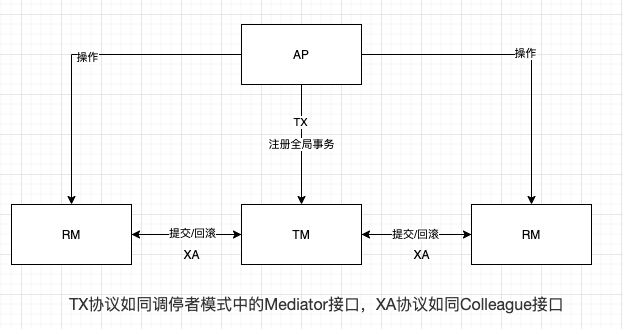 AP
操作
操作
TX
注册全局事务
RM
提交/回滚
XA
TM
提交/回滚
XA
RM
TX协议如同调停者模式中的Mediator接口，XA协议如同Colleague接口